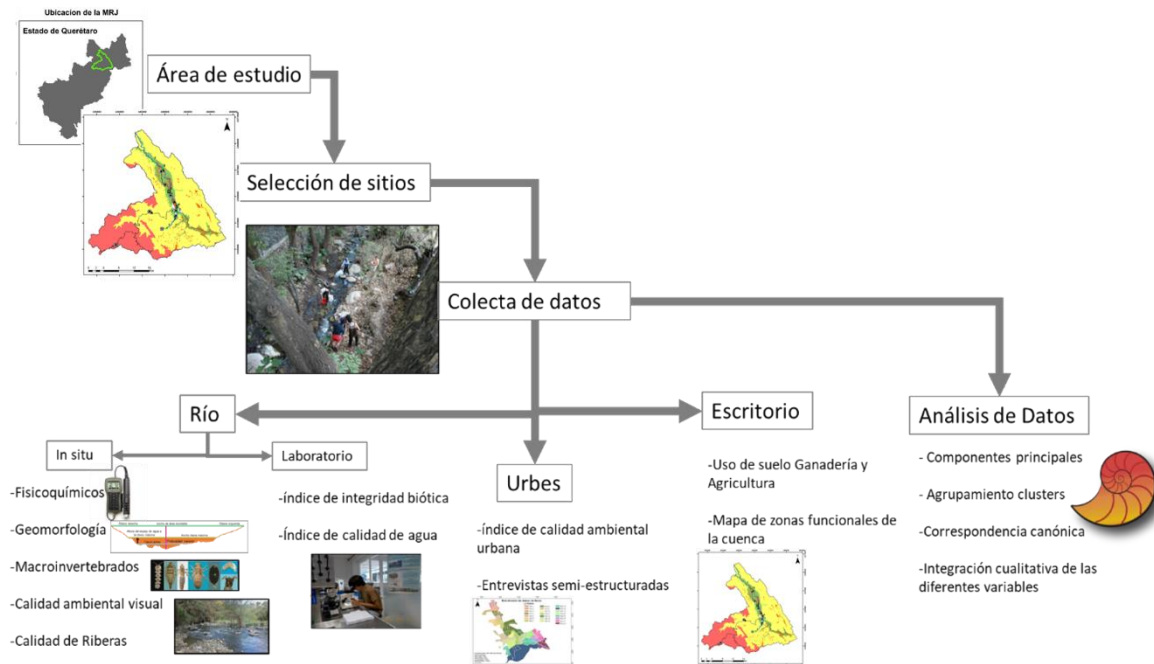 Ubicacion de la MRJ
Estado de Querétaro
Área de estudio
Selección de sitios
Colecta de datos
Río
In situ
-Fisicoquímicos
-Geomorfología
-Macroinvertebrados
-Calidad ambiental visual
-Calidad de Riberas
Laboratorio
-índice de integridad biótica
-Índice de calidad de agua
Urbes
-índice de calidad ambiental
urbana
-Entrevistas semi-estructuradas
Escritorio
-Uso de suelo Ganadería y
Agricultura
-Mapa de zonas funcionales de
la cuenca
Análisis de Datos
- Componentes principales
- Agrupamiento clusters
-Correspondencia canónica
-Integración cualitativa de las
diferentes variables